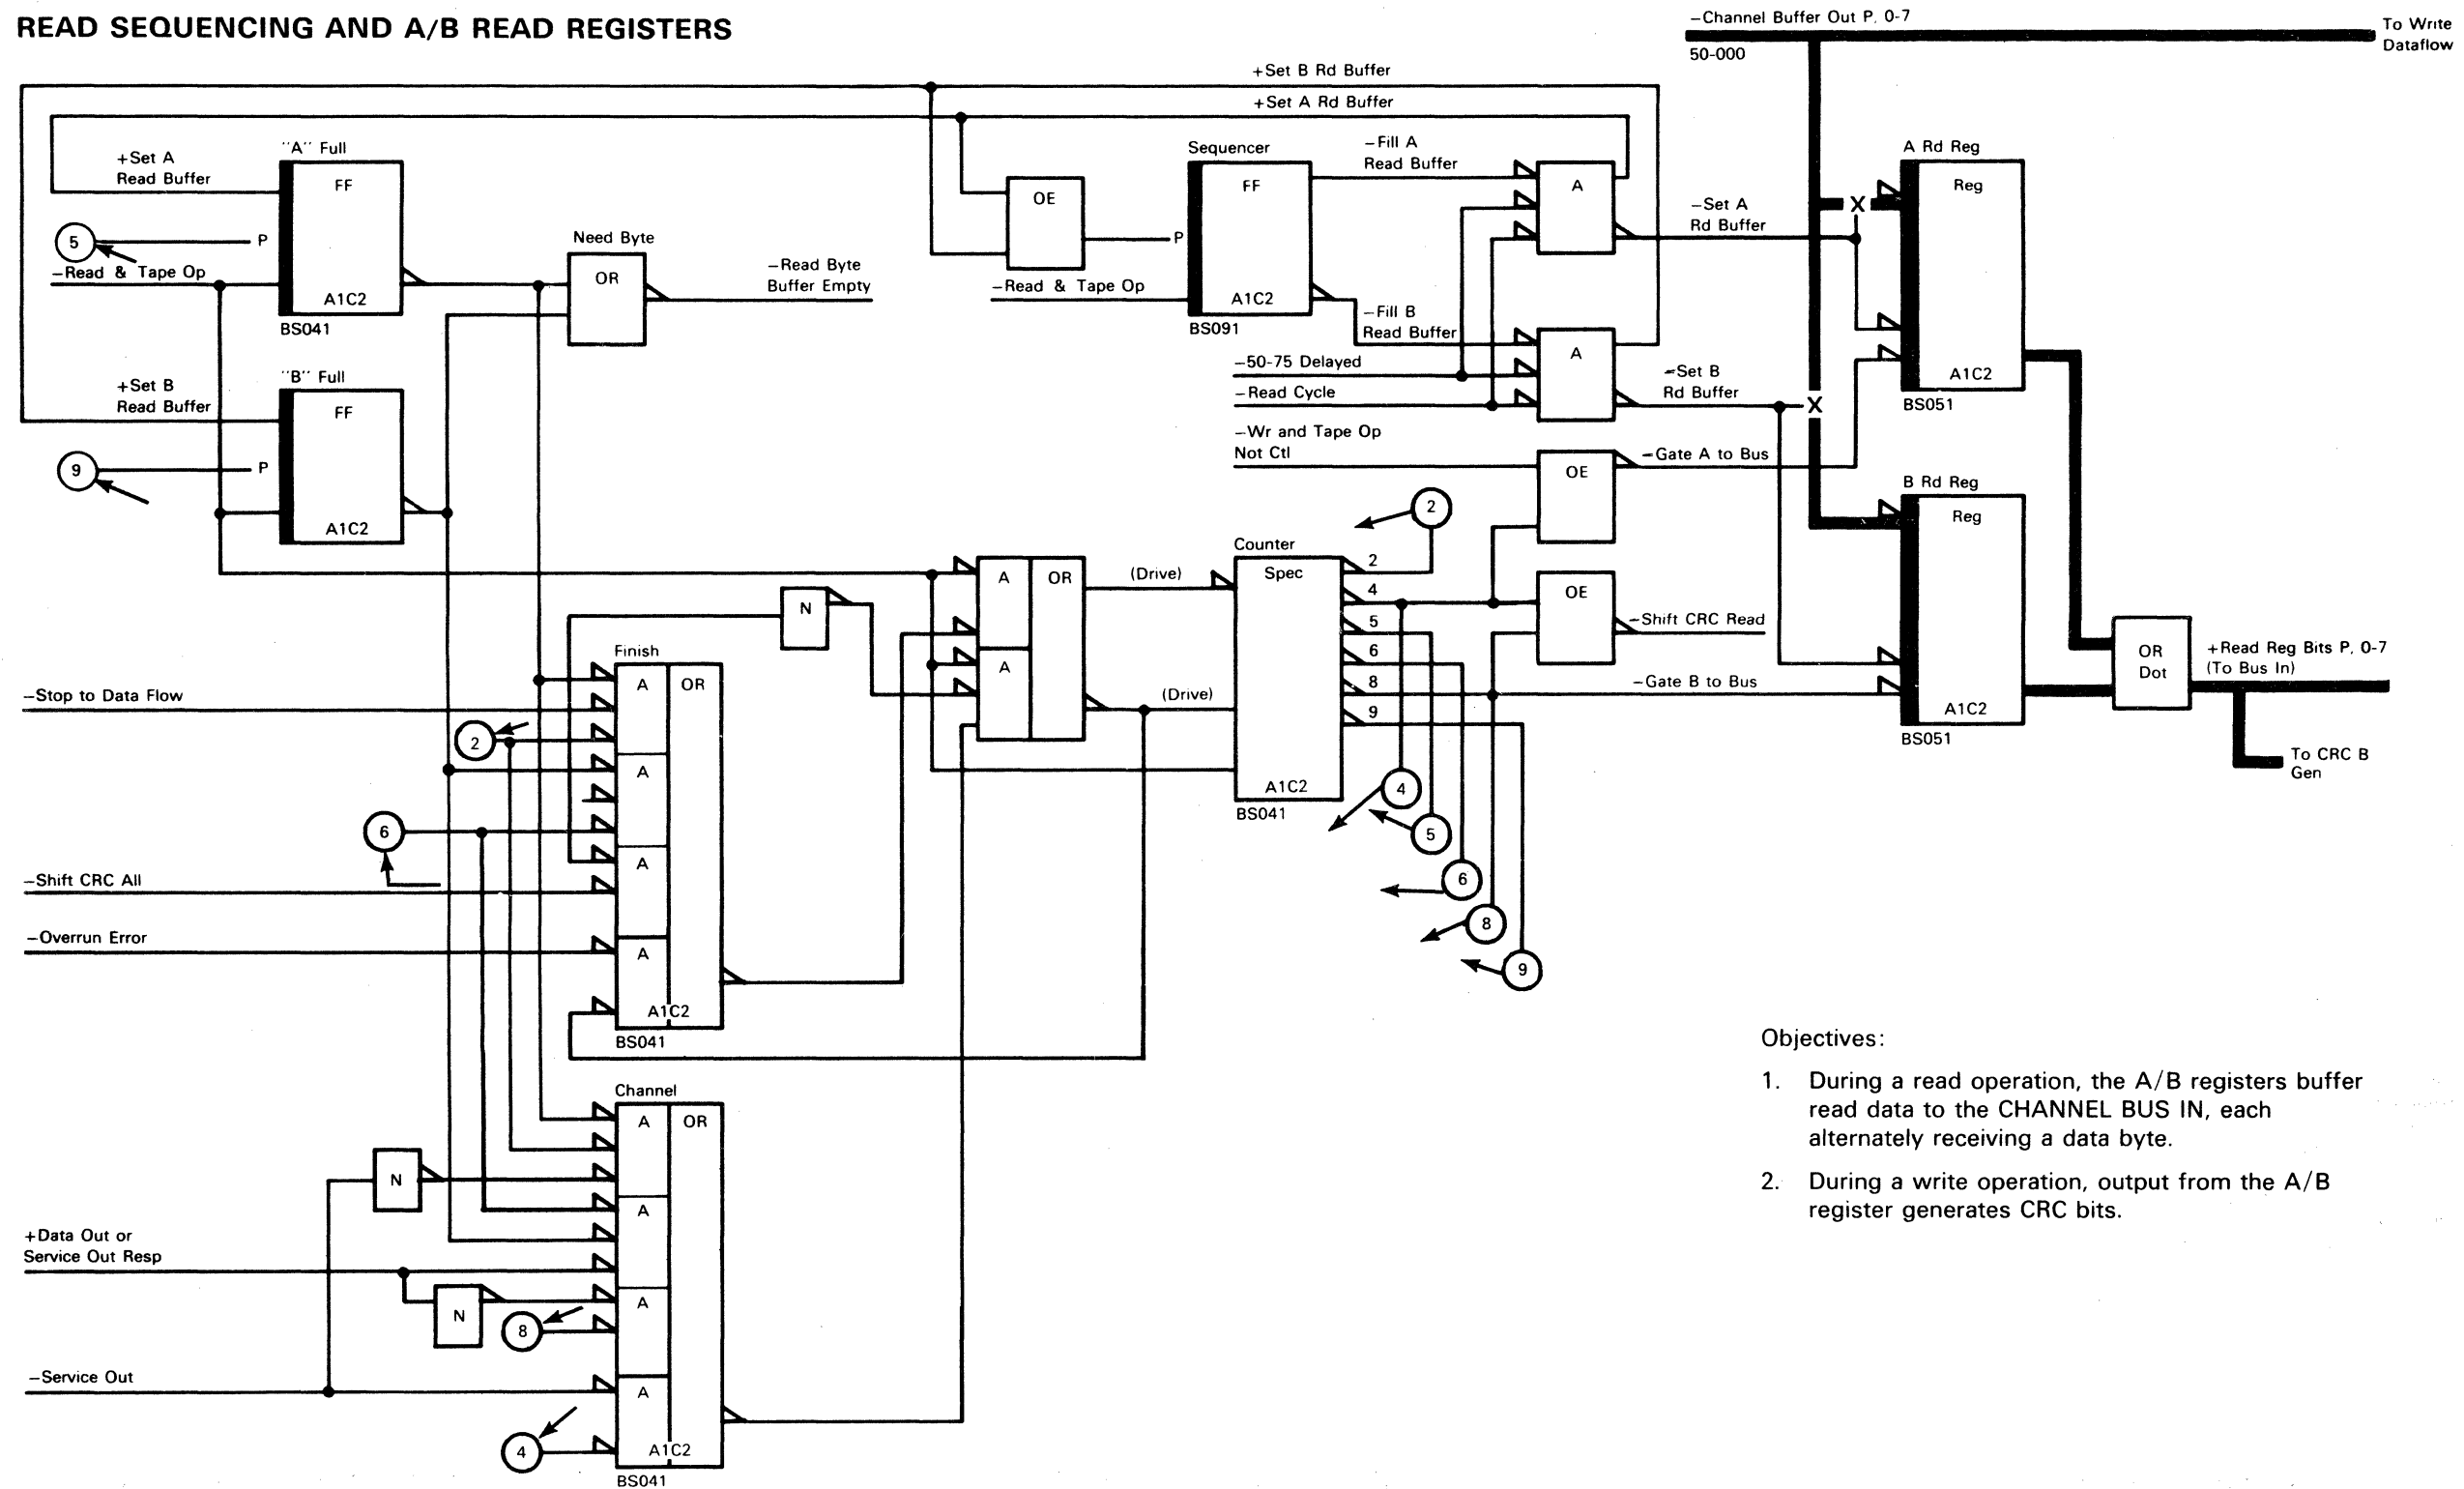 READ SEQUENCING AND A/B READ REGISTERS
−Channel Buffer Out P, 0-7
50-000
To Write
Dataflow
+Set B Rd Buffer
+Set A Rd Buffer
"A" Full
+Set A
Read Buffer
FF
5
P
−Read & Tape Op
A1C2
BS041
Need Byte
OR
−Read Byte
Buffer Empty
OE
Sequencer
FF
P
−Read & Tape Op
A1C2
BS091
−Fill A
Read Buffer
A
−Set A
Rd Buffer
X
A Rd Reg
Reg
A1C2
BS051
−Fill B
Read Buffer
A
−50-75 Delayed
−Read Cycle
−Set B
Rd Buffer
X
"B" Full
+Set B
Read Buffer
FF
9
P
A1C2
−Wr and Tape Op
Not Ctl
OE
−Gate A to Bus
2
B Rd Reg
Reg
A1C2
BS051
N
A
OR
A
(Drive)
(Drive)
Counter
Spec
2
4
5
6
8
9
A1C2
BS041
OE
−Shift CRC Read
−Gate B to Bus
OR
Dot
+Read Reg Bits P, 0-7
(To Bus In)
To CRC B
Gen
4
5
6
8
9
Finish
A
OR
−Stop to Data Flow
2
A
6
A
−Shift CRC All
−Overrun Error
A
A1C2
BS041
Channel
A
OR
N
A
+Data Out or
Service Out Resp
N
A
8
−Service Out
A
4
A1C2
BS041
Objectives:
1. During a read operation, the A/B registers buffer
read data to the CHANNEL BUS IN, each
alternately receiving a data byte.
2. During a write operation, output from the A/B
register generates CRC bits.